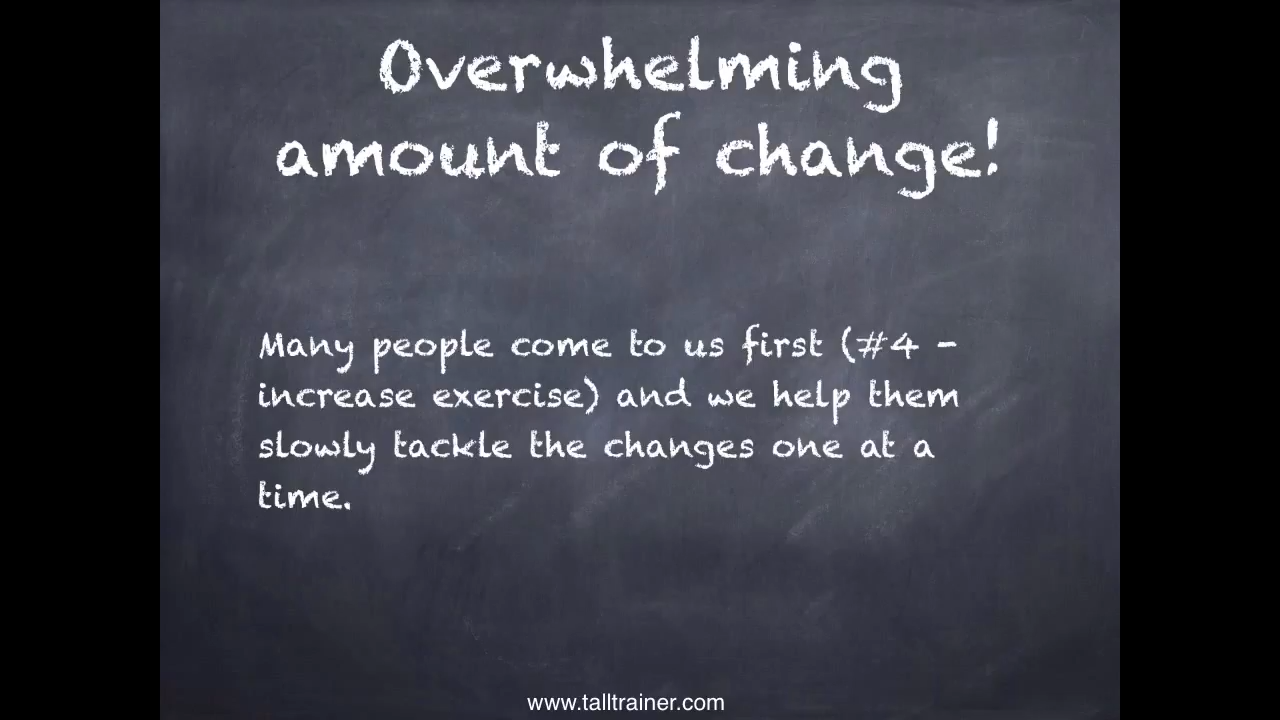 Overwhelming
amount of change!
Many people come to us first (#4 -
increase exercise) and we help them
slowly tackle the changes one at a
time.
www.talltrainer.com